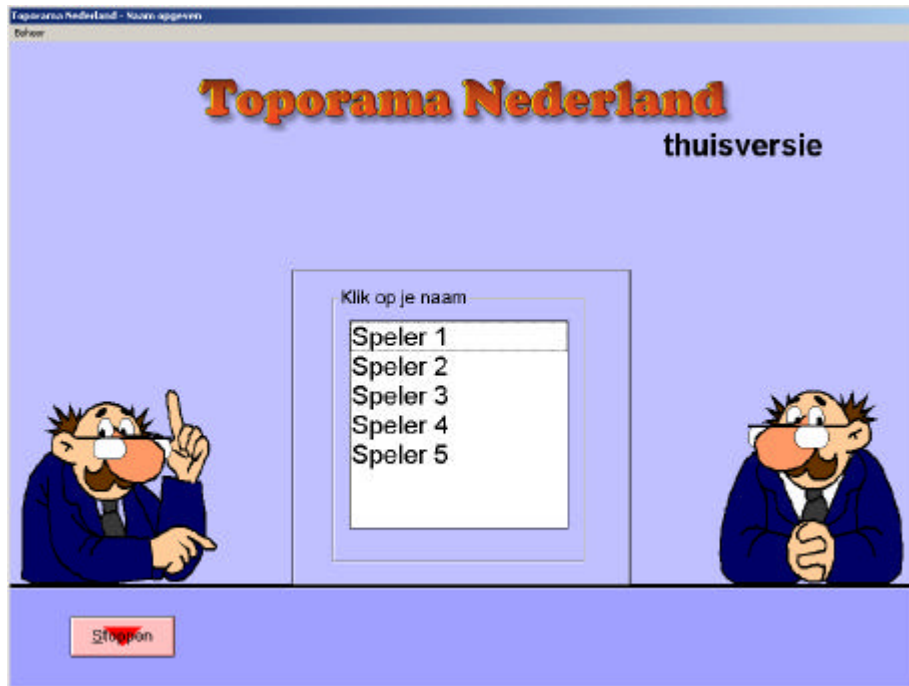 Toporama Nederland - Naam opgeven
Beheer
Toporama Nederland
thuisversie
Klik op je naam
Speler 1
Speler 2
Speler 3
Speler 4
Speler 5
Stoppen